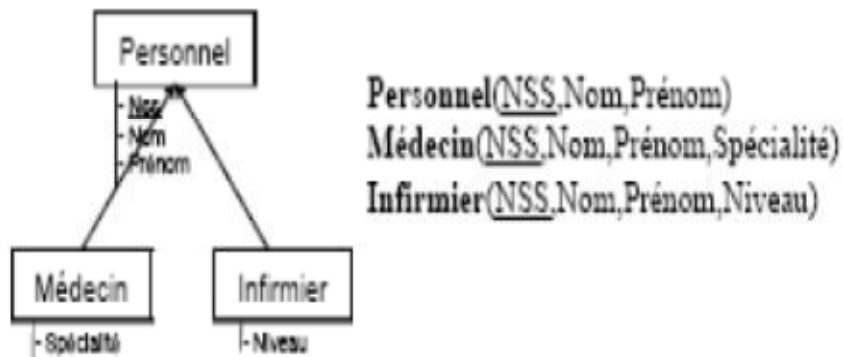 Personnel
- Nss
- Nom
- Prénom
Médecin
- Spécialité
Infirmier
- Niveau
Personnel(NSS,Nom,Prénom)
Médecin(NSS,Nom,Prénom,Spécialité)
Infirmier(NSS,Nom,Prénom,Niveau)